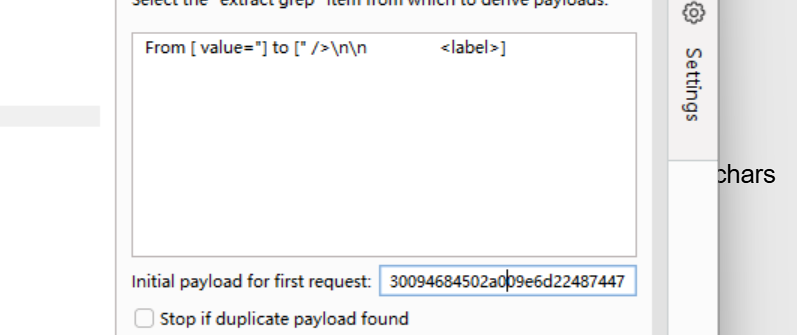 Select the "extract grep" item from which to derive payloads.
From [ value="] to [" />\n\n                <label>]
Settings
chars
Initial payload for first request: 30094684502a009e6d22487447
Stop if duplicate payload found